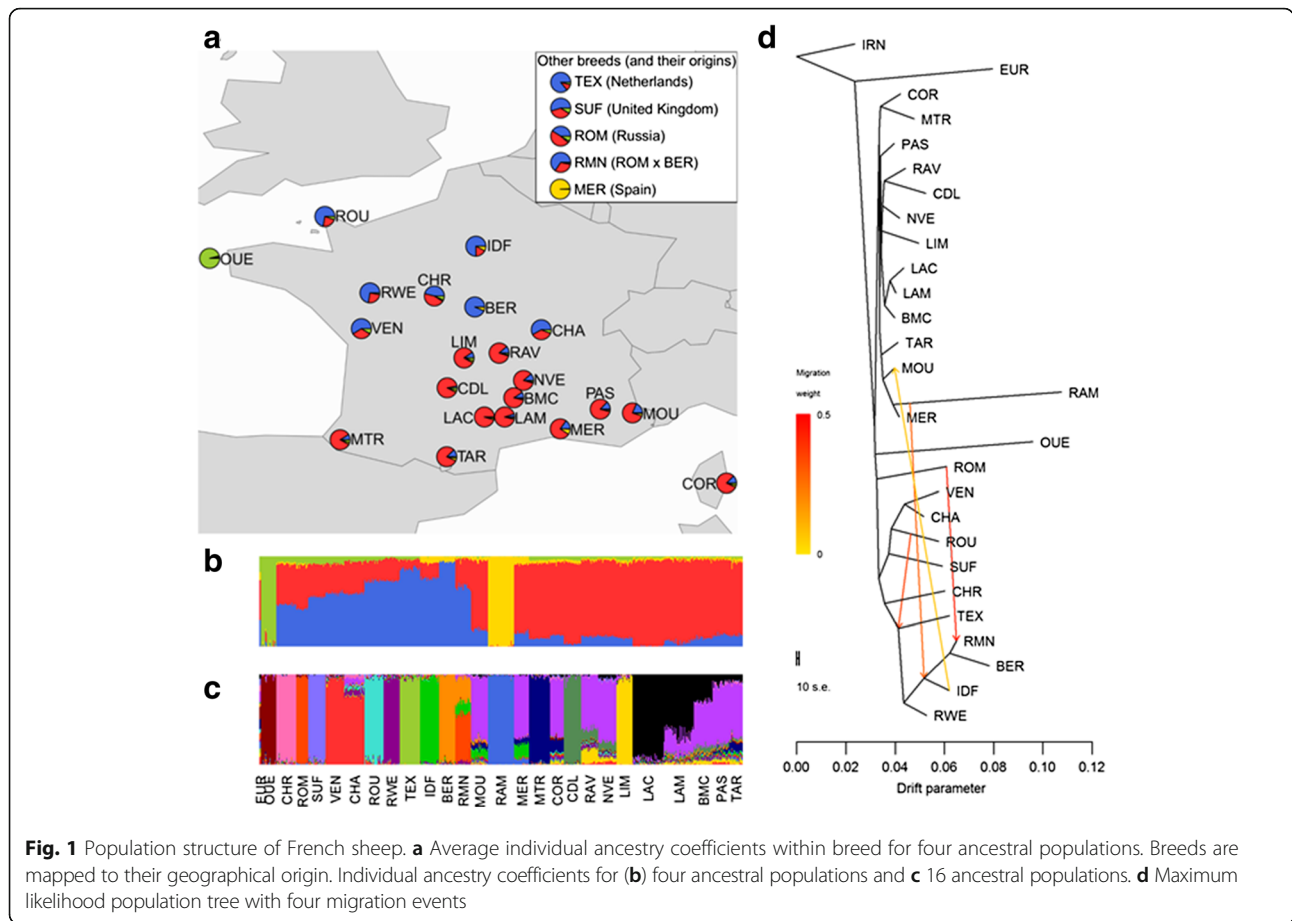 a
Other breeds (and their origins)
TEX (Netherlands)
SUF (United Kingdom)
ROM (Russia)
RMN (ROM x BER)
MER (Spain)
ROU
OUE
IDF
CHR
RWE
BER
VEN
CHA
LIM
RAV
CDL
NVE
BMC
PAS
LAC
LAM
MOU
MER
MTR
TAR
COR
b
c
EUR
OUE
CHR
ROM
SUF
VEN
CHA
ROU
RWE
TEX
IDF
BER
RMN
MOU
RAM
MER
MTR
COR
CDL
RAV
NVE
LIM
LAC
LAM
BMC
PAS
TAR
d
IRN
EUR
COR
MTR
PAS
RAV
CDL
NVE
LIM
LAC
LAM
BMC
TAR
MOU
RAM
MER
OUE
ROM
VEN
CHA
ROU
SUF
CHR
TEX
RMN
BER
IDF
RWE
Migration
weight
0.5
0
10 s.e.
0.00 0.02 0.04 0.06 0.08 0.10 0.12
Drift parameter
Fig. 1 Population structure of French sheep. a Average individual ancestry coefficients within breed for four ancestral populations. Breeds are
mapped to their geographical origin. Individual ancestry coefficients for (b) four ancestral populations and c 16 ancestral populations. d Maximum
likelihood population tree with four migration events